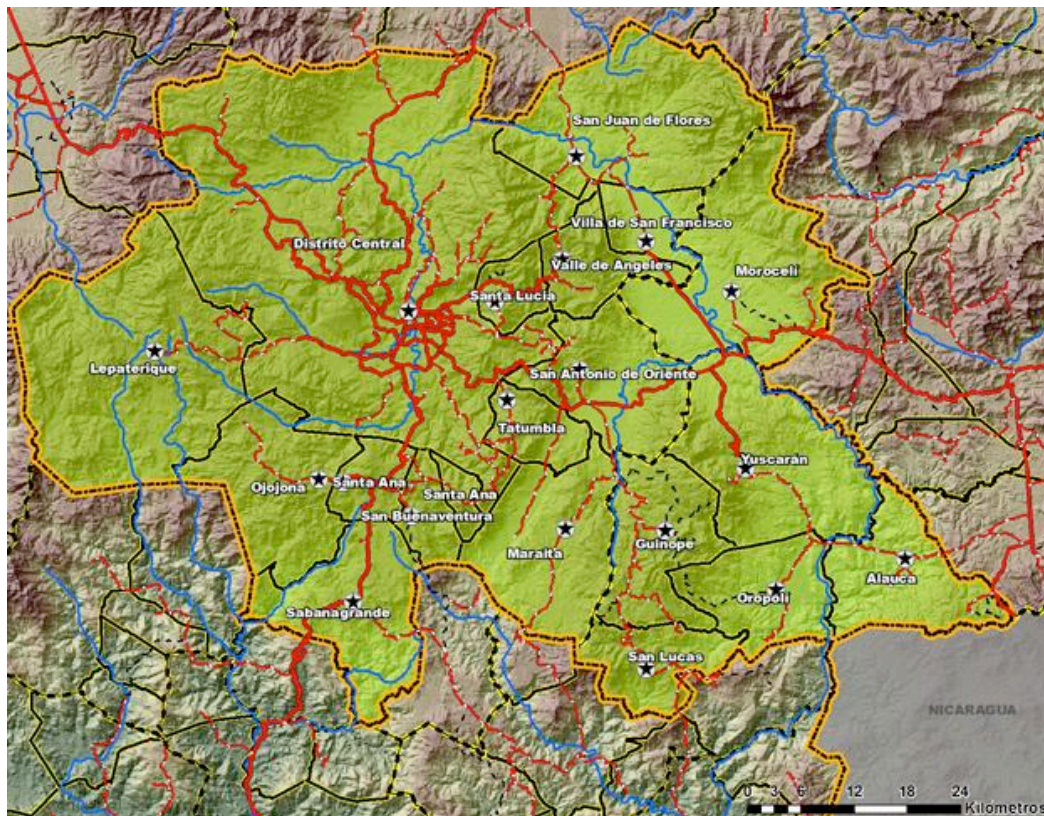 San Juan de Flores
Villa de San Francisco
Distrito Central
Valle de Angeles
Moroceli
Santa Lucia
Lepaterique
San Antonio de Oriente
Tatumbla
Yuscarán
Ojojona
Santa Ana
Santa Ana
San Buenaventura
Maraita
Guinope
Alauca
Oropoli
Sabanagrande
San Lucas
NICARAGUA
0 3 6 12 18 24
Kilómetros